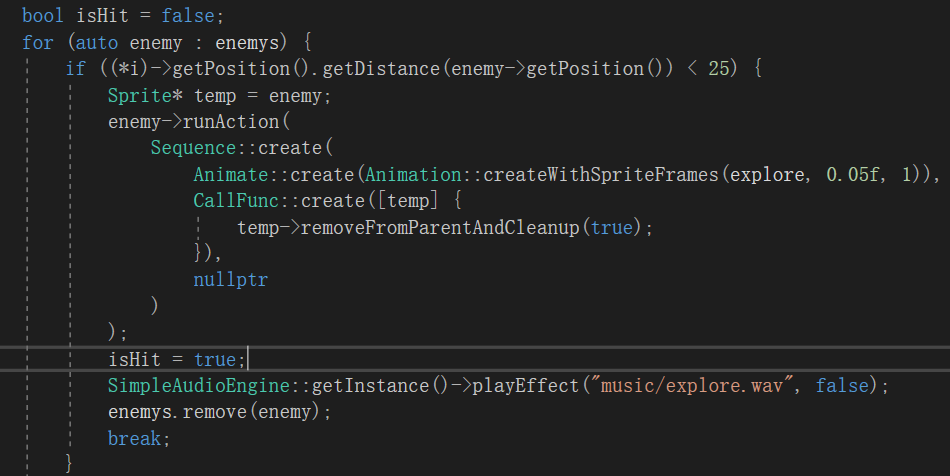 bool isHit = false;
for (auto enemy : enemys) {
if ((*i)->getPosition().getDistance(enemy->getPosition()) < 25) {
Sprite* temp = enemy;
enemy->runAction(
Sequence::create(
Animate::create(Animation::createWithSpriteFrames(explore, 0.05f, 1)),
CallFunc::create([temp] {
temp->removeFromParentAndCleanup(true);
}),
nullptr
)
);
isHit = true;
SimpleAudioEngine::getInstance()->playEffect("music/explore.wav", false);
enemys.remove(enemy);
break;
}